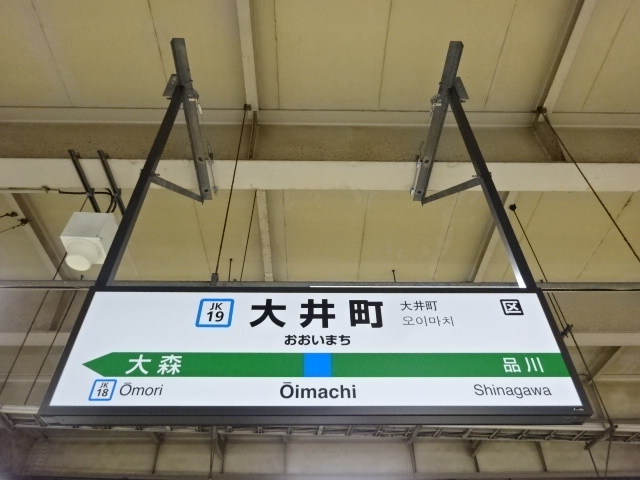 JK 19 大井町 大井町 区
오이마치
おおいまち
大森 品川
JK 18 Ōmori Ōimachi Shinagawa